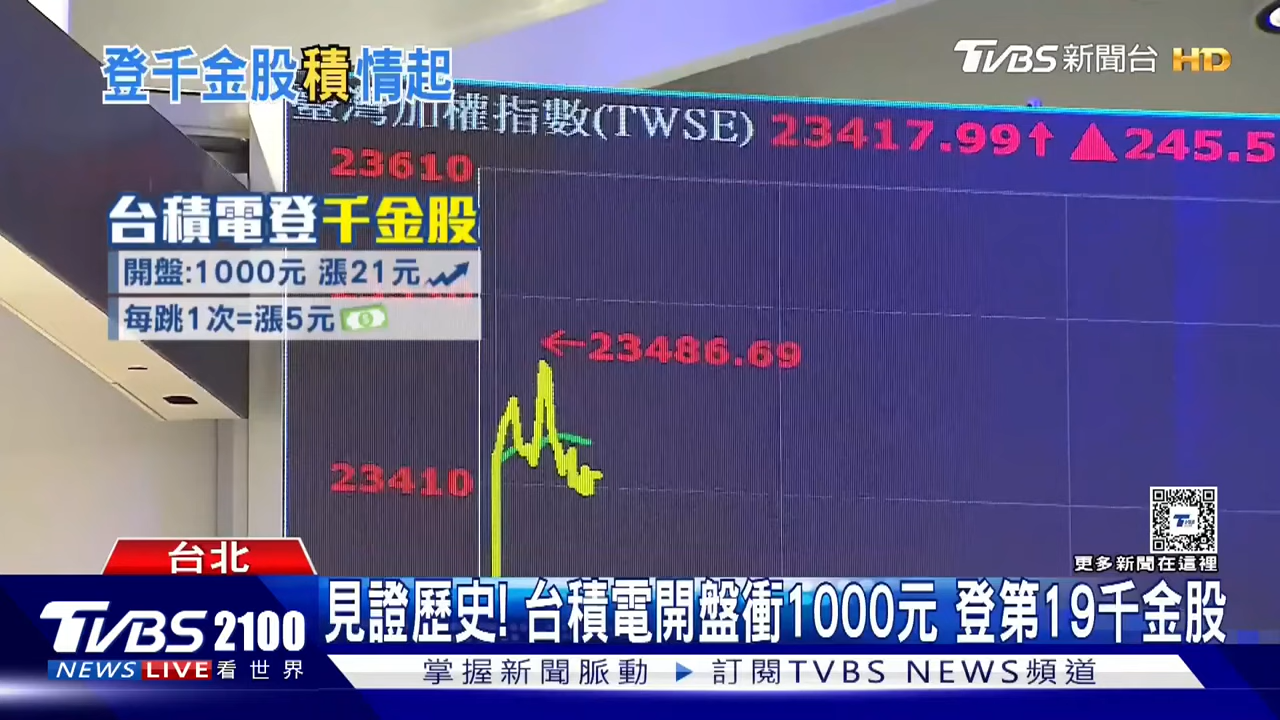 登千金股積情起
TVBS新聞台 HD
臺灣加權指數(TWSE) 23417.99↑ ▲245.5
23610
台積電登千金股
開盤:1000元 漲21元
每跳1次=漲5元
←23486.69
23410
更多新聞在這裡
台北
見證歷史! 台積電開盤衝1000元 登第19千金股
TVBS 2100
NEWS LIVE 看世界
掌握新聞脈動 ▶ 訂閱TVBS NEWS頻道